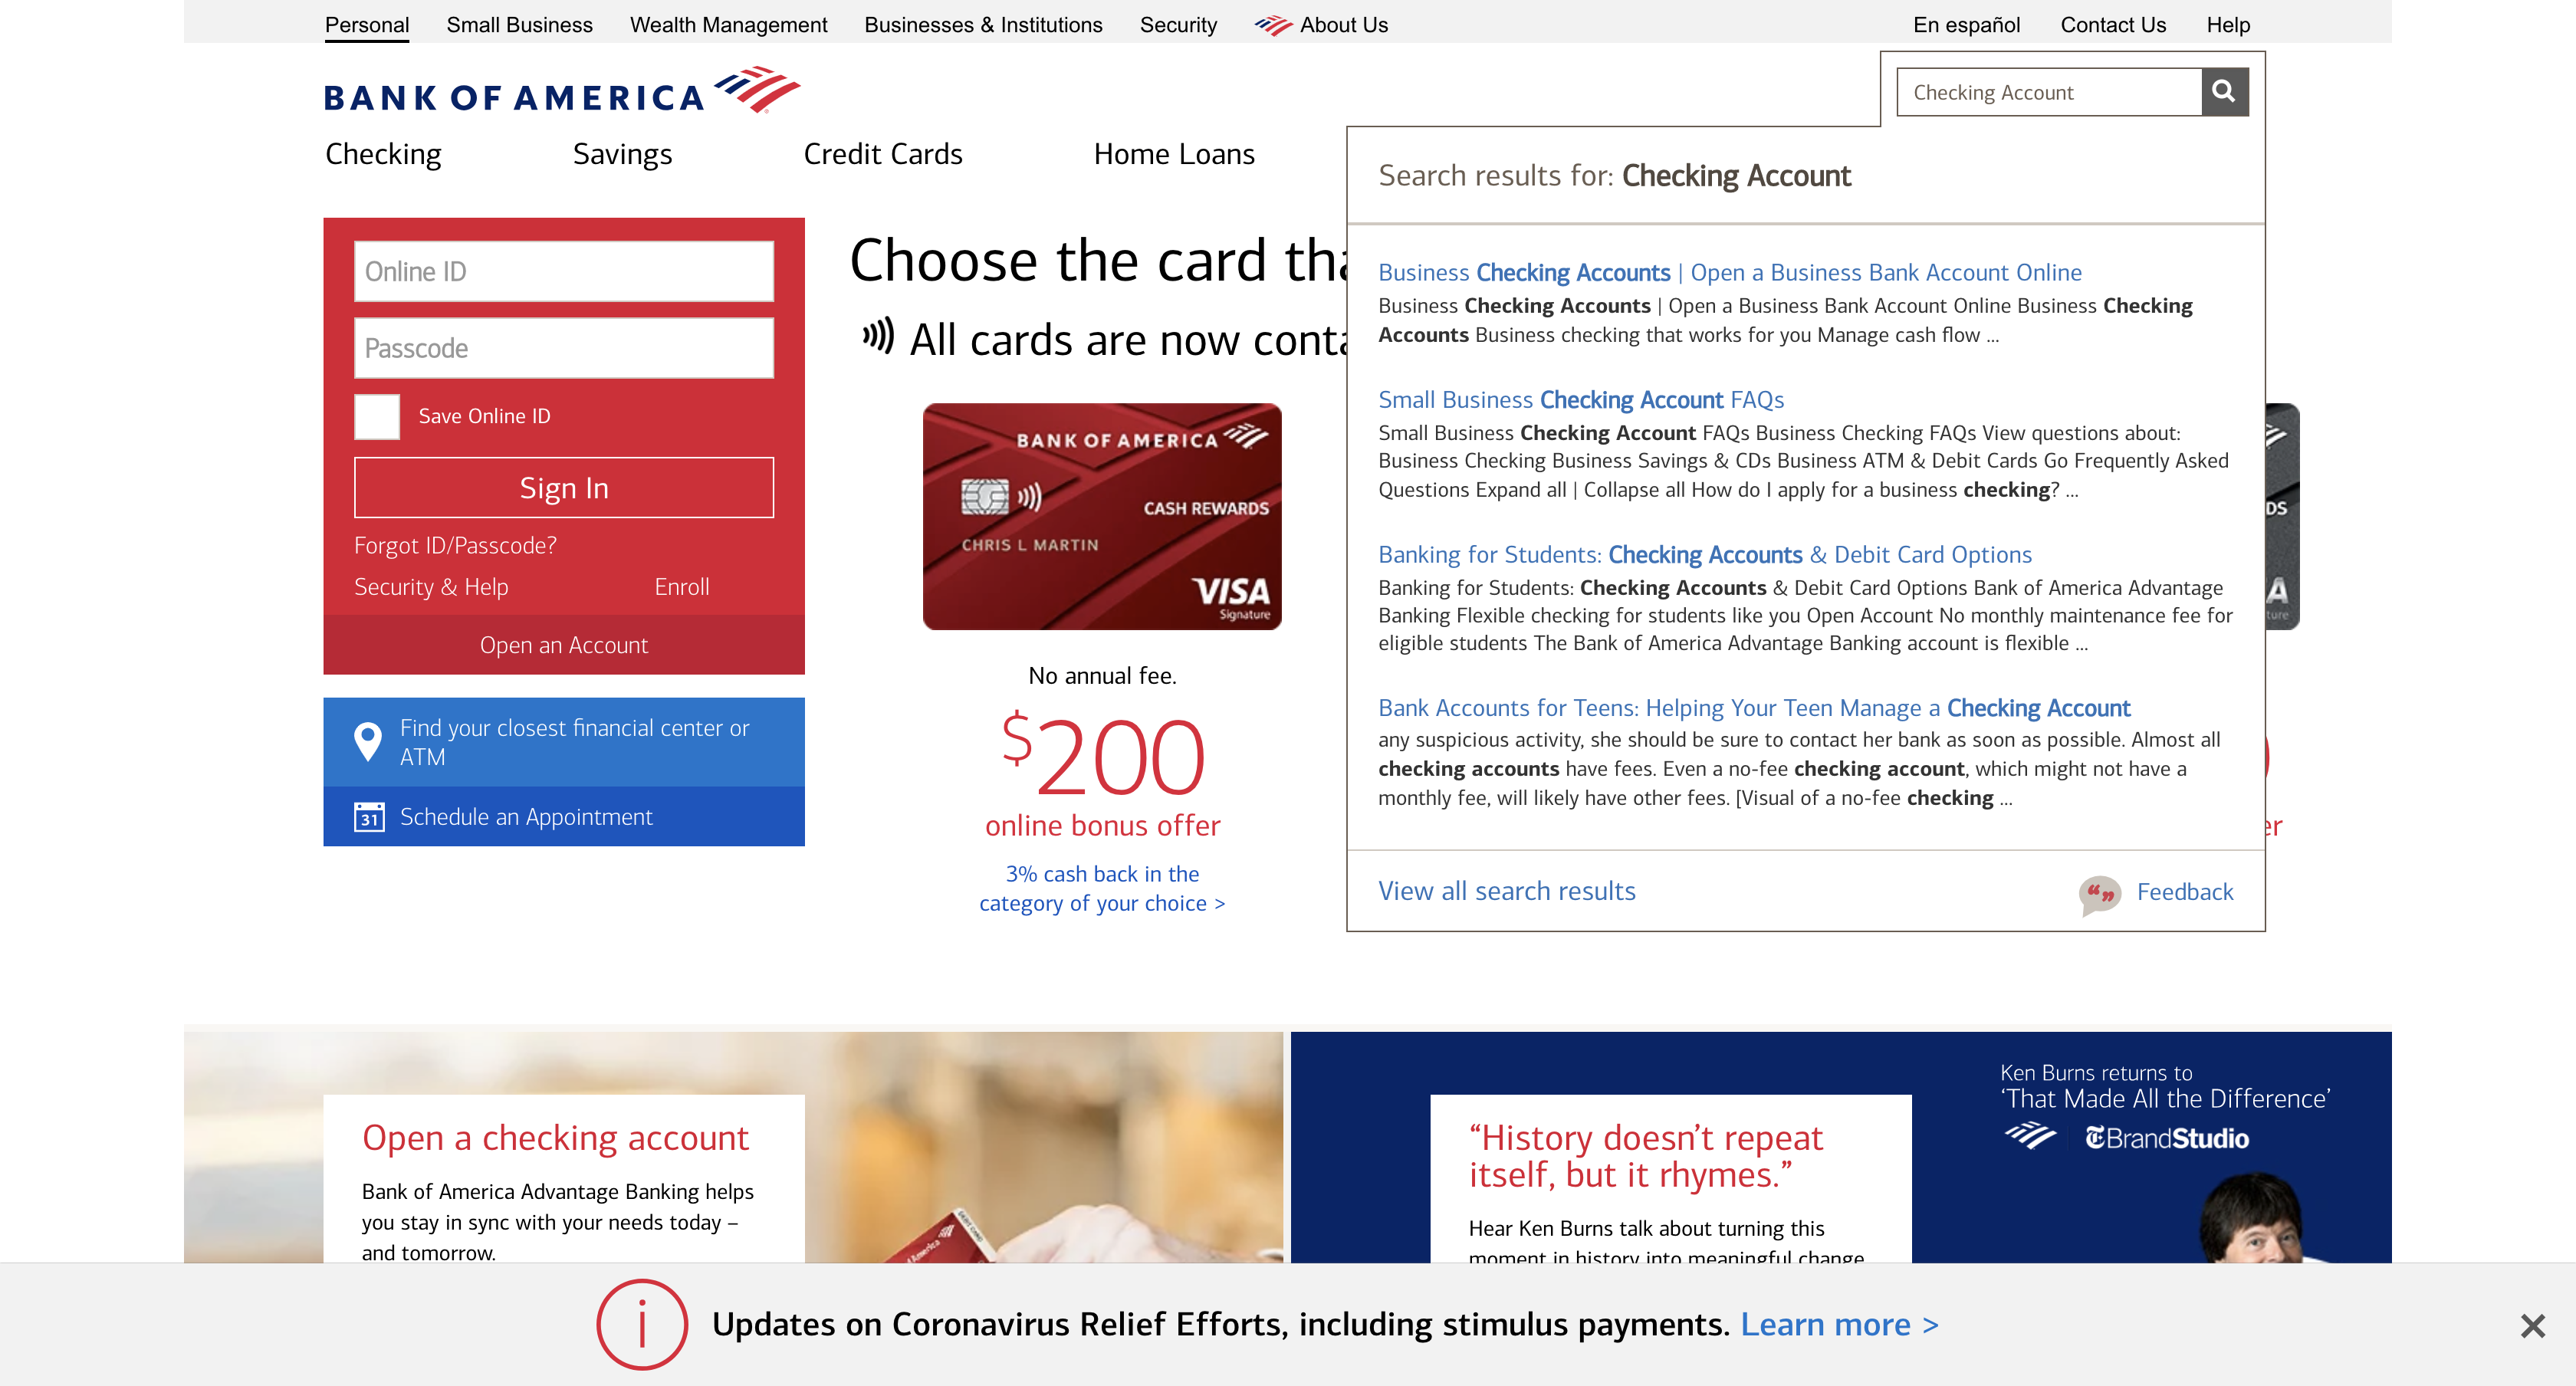 Personal
Small Business
Wealth Management
Businesses & Institutions
Security
About Us
En español
Contact Us
Help
BANK OF AMERICA
Checking Account
Checking
Savings
Credit Cards
Home Loans
Online ID
Passcode
Save Online ID
Sign In
Forgot ID/Passcode?
Security & Help
Enroll
Open an Account
Find your closest financial center or
ATM
31
Schedule an Appointment
Choose the card
All cards are now
BANK OF AMERICA
CASH REWARDS
CHRIS L MARTIN
VISA
Signature
No annual fee.
$200
online bonus offer
3% cash back in the
category of your choice >
Search results for: Checking Account
Business Checking Accounts | Open a Business Bank Account Online
Business Checking Accounts | Open a Business Bank Account Online Business Checking
Accounts Business checking that works for you Manage cash flow ...
Small Business Checking Account FAQs
Small Business Checking Account FAQs Business Checking FAQs View questions about:
Business Checking Business Savings & CDs Business ATM & Debit Cards Go Frequently Asked
Questions Expand all | Collapse all How do I apply for a business checking? ...
Banking for Students: Checking Accounts & Debit Card Options
Banking for Students: Checking Accounts & Debit Card Options Bank of America Advantage
Banking Flexible checking for students like you Open Account No monthly maintenance fee for
eligible students The Bank of America Advantage Banking account is flexible ...
Bank Accounts for Teens: Helping Your Teen Manage a Checking Account
any suspicious activity, she should be sure to contact her bank as soon as possible. Almost all
checking accounts have fees. Even a no-fee checking account, which might not have a
monthly fee, will likely have other fees. [Visual of a no-fee checking ...
View all search results
Feedback
Open a checking account
Bank of America Advantage Banking helps
you stay in sync with your needs today –
and tomorrow.
“History doesn’t repeat
itself, but it rhymes.”
Hear Ken Burns talk about turning this
moment in history into meaningful change
Ken Burns returns to
‘That Made All the Difference’
T BrandStudio
Updates on Coronavirus Relief Efforts, including stimulus payments. Learn more >